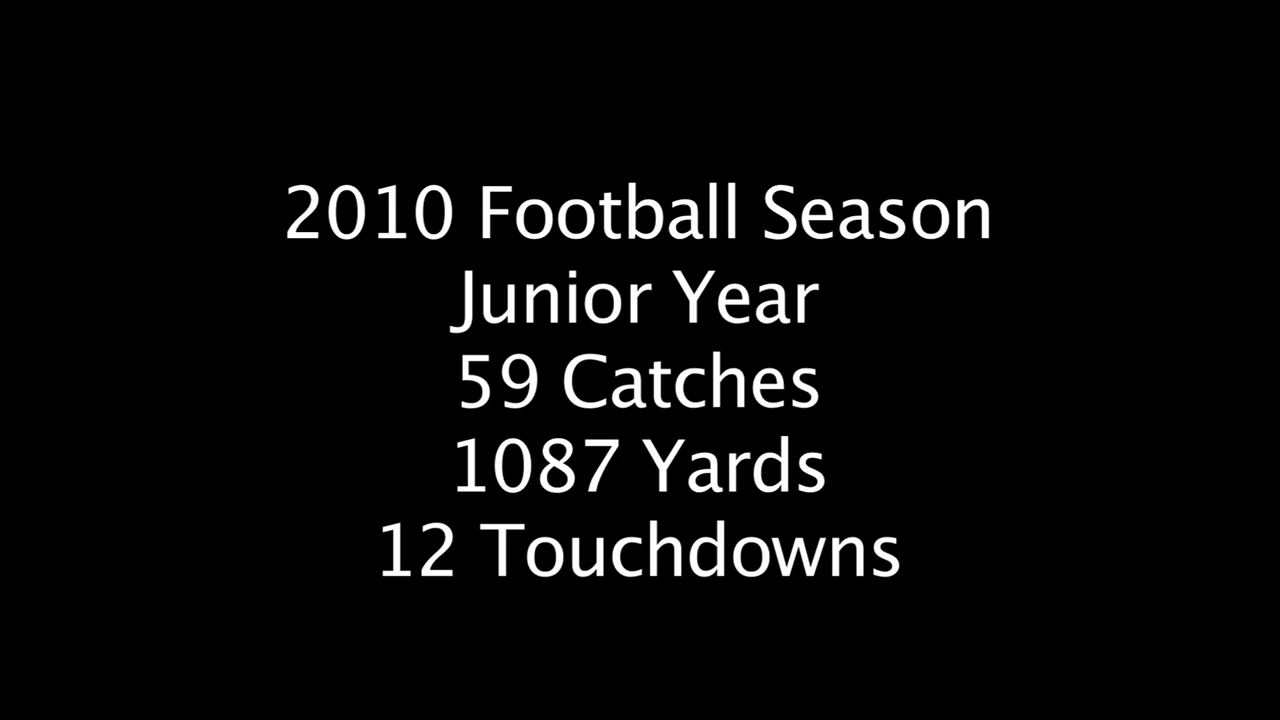 2010 Football Season
Junior Year
59 Catches
1087 Yards
12 Touchdowns